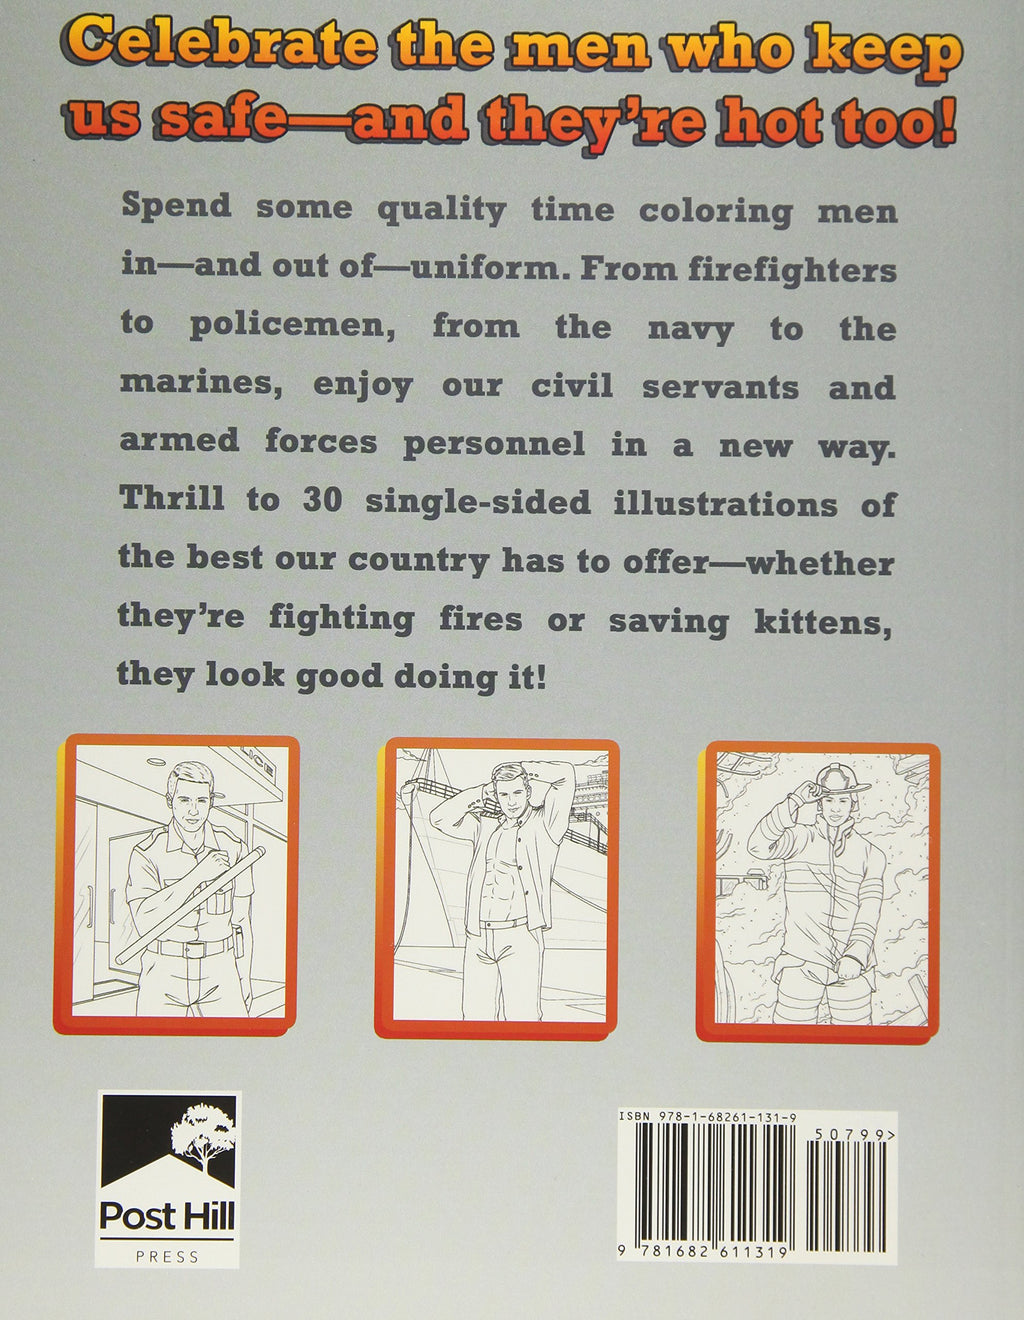 Celebrate the men who keep
us safe—and they're hot too!
Spend some quality time coloring men
in—and out of—uniform. From firefighters
to policemen, from the navy to the
marines, enjoy our civil servants and
armed forces personnel in a new way.
Thrill to 30 single-sided illustrations of
the best our country has to offer—whether
they're fighting fires or saving kittens,
they look good doing it!
ICE
Post Hill
PRESS
ISBN 978-1-68261-131-9
50799>
9 781682 611319